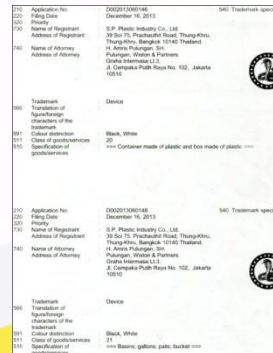 210 Application No. D002013060146 540 Trademark speci
220 Filing Date December 16, 2013
320 Priority
730 Name of Registrant S.P. Plastic Industry Co., Ltd.
Address of Registrant: 39 Soi 75, Prachauthit Road, Thung-Khru,
Thung-Khru, Bangkok 10140 Thailand.
740 Name of Attorney H. Amris Pulungan, SH.
Address of Attorney Pulungan, Wiston & Partners
Graha Intermasa Lt.3,
Jl. Cempaka Putih Raya No. 102, Jakarta
10510
Trademark Device
566 Translation of
figure/foreign
characters of the
trademark
591 Colour distinction Black, White
511 Class of goods/services 20
510 Specification of === Container made of plastic and box made of plastic ===
goods/services
210 Application No. D002013060148 540 Trademark speci
220 Filing Date December 16, 2013
320 Priority
730 Name of Registrant S.P. Plastic Industry Co., Ltd.
Address of Registrant 39 Soi 75, Prachauthit Road, Thung-Khru,
Thung-Khru, Bangkok 10140 Thailand.
740 Name of Attorney H. Amris Pulungan, SH.
Address of Attorney Pulungan, Wiston & Partners
Graha Intermasa Lt.3,
Jl. Cempaka Putih Raya No. 102, Jakarta
10510
Trademark Device
566 Translation of
figure/foreign
characters of the
trademark
591 Colour distinction Black, White
511 Class of goods/services 21
510 Specification of === Basins; gallons; pails; bucket ===
goods/services